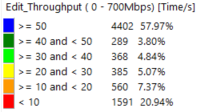 Edit_Throughput ( 0 - 700Mbps) [Time/s]
>= 50 4402 57.97%
>= 40 and < 50 289 3.80%
>= 30 and < 40 368 4.84%
>= 20 and < 30 385 5.07%
>= 10 and < 20 560 7.37%
< 10 1591 20.94%